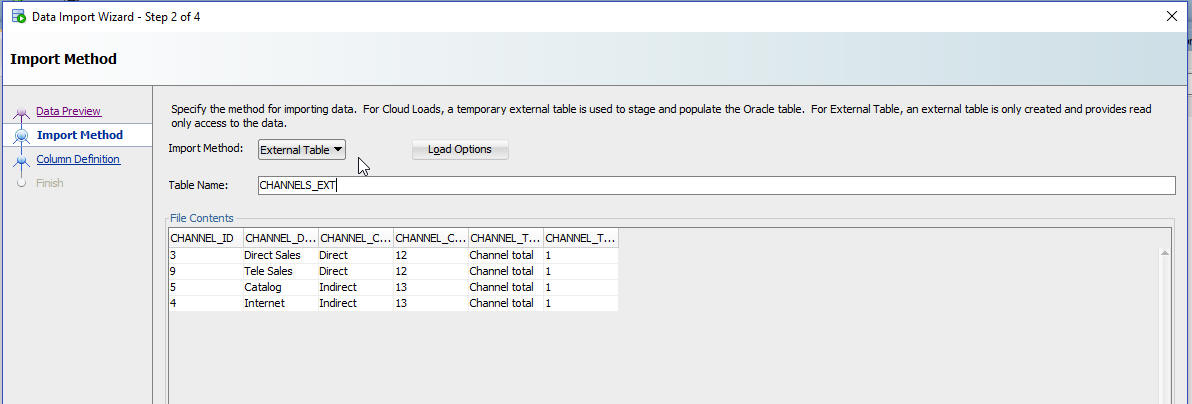 Data Import Wizard - Step 2 of 4
Import Method
Data Preview
Import Method
Column Definition
Finish
Specify the method for importing data. For Cloud Loads, a temporary external table is used to stage and populate the Oracle table. For External Table, an external table is only created and provides read
only access to the data.
Import Method: External Table Load Options
Table Name: CHANNELS_EXT
File Contents
CHANNEL_ID CHANNEL_D... CHANNEL_C... CHANNEL_C... CHANNEL_T... CHANNEL_T...
3 Direct Sales Direct 12 Channel total 1
9 Tele Sales Direct 12 Channel total 1
5 Catalog Indirect 13 Channel total 1
4 Internet Indirect 13 Channel total 1